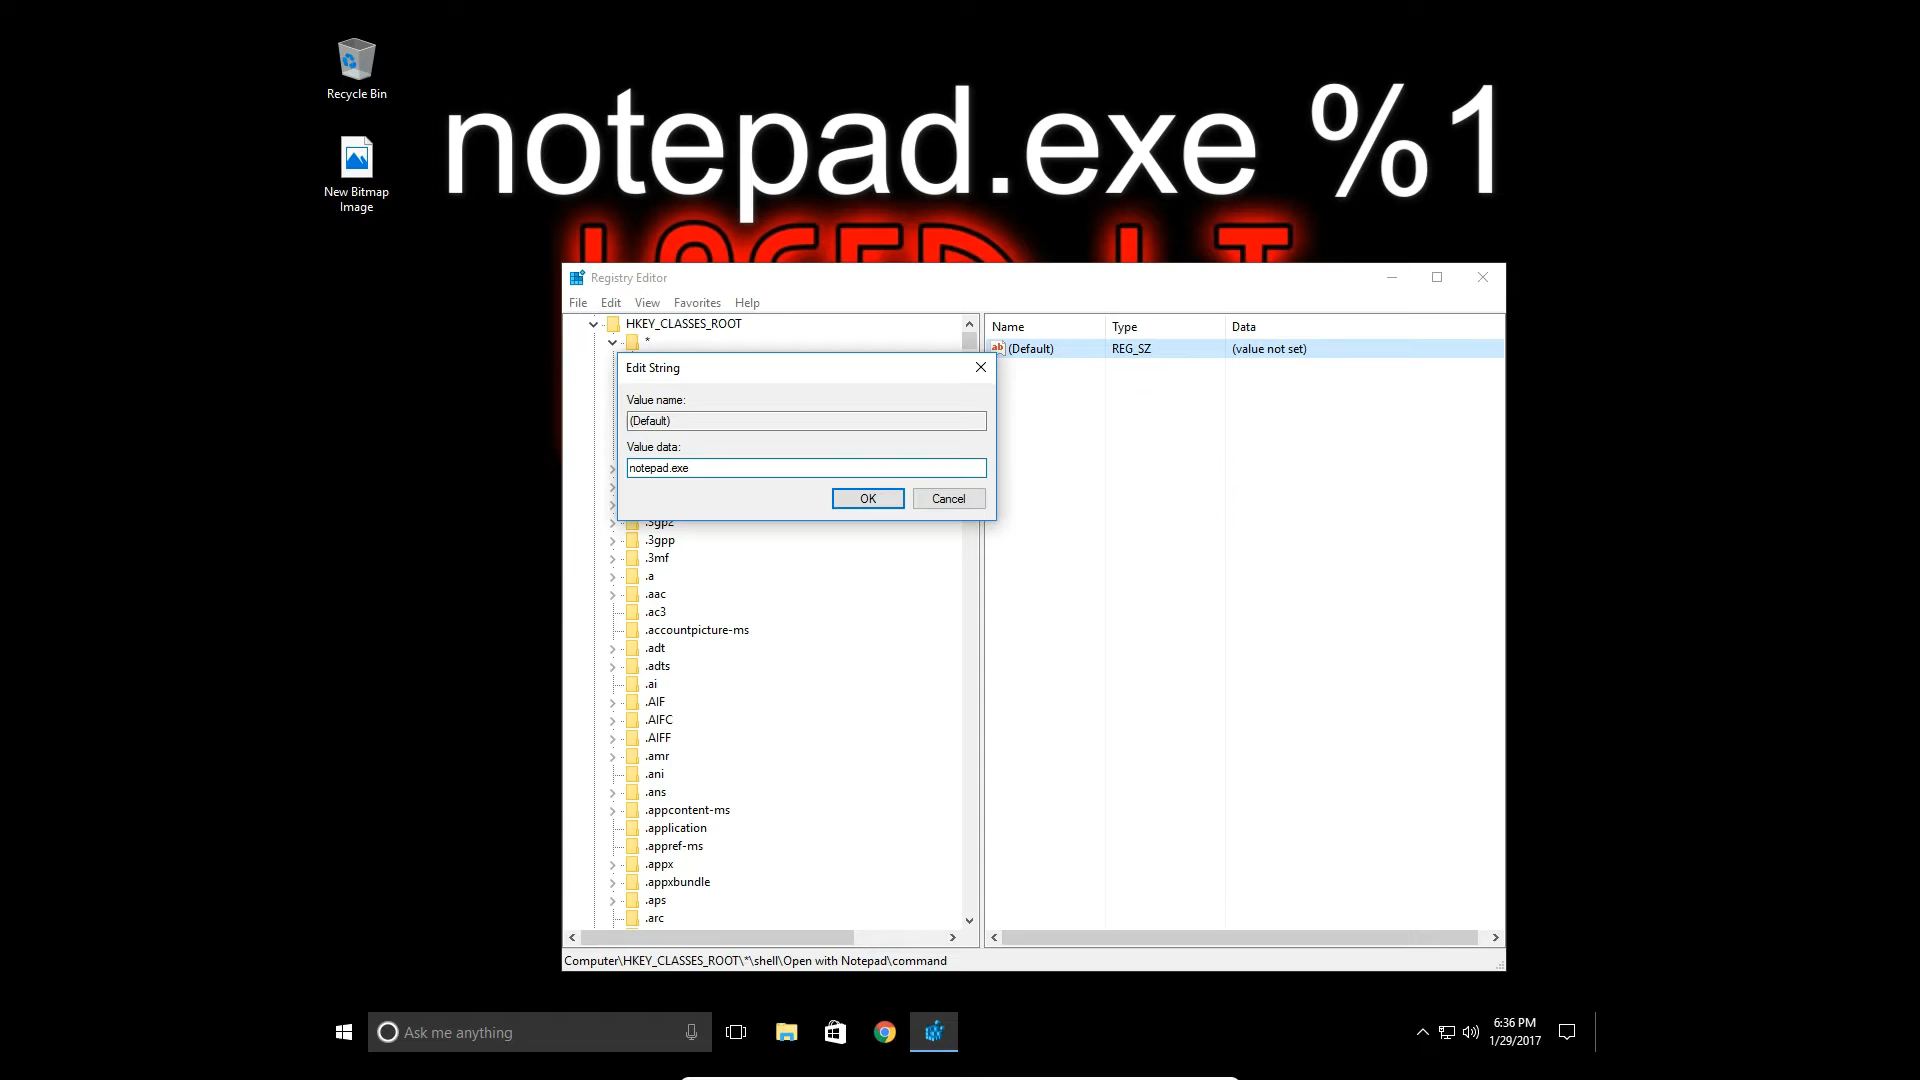 Recycle Bin
New Bitmap
Image
notepad.exe %1
Registry Editor
File Edit View Favorites Help
HKEY_CLASSES_ROOT
*
Name Type Data
(Default) REG_SZ (value not set)
Edit String
Value name:
(Default)
Value data:
notepad.exe
OK Cancel
.3gp2
.3gpp
.3mf
.a
.aac
.ac3
.accountpicture-ms
.adt
.adts
.ai
.AIF
.AIFC
.AIFF
.amr
.ani
.ans
.appcontent-ms
.application
.appref-ms
.appx
.appxbundle
.aps
.arc
Computer\HKEY_CLASSES_ROOT\*\shell\Open with Notepad\command
Ask me anything
6:36 PM
1/29/2017